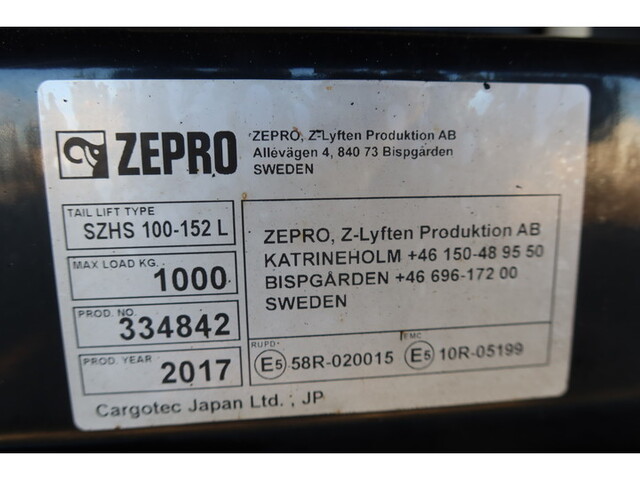 ZEPRO
ZEPRO, Z-Lyften Produktion AB
Allévägen 4, 840 73 Bispgården
SWEDEN
TAIL LIFT TYPE
SZHS 100-152 L
MAX LOAD KG.
1000
PROD. NO.
334842
PROD. YEAR
2017
ZEPRO, Z-Lyften Produktion AB
KATRINEHOLM +46 150-48 95 50
BISPGÅRDEN +46 696-172 00
SWEDEN
RUPD
E5 58R-020015
EMC
E5 10R-05199
Cargotec Japan Ltd. , JP